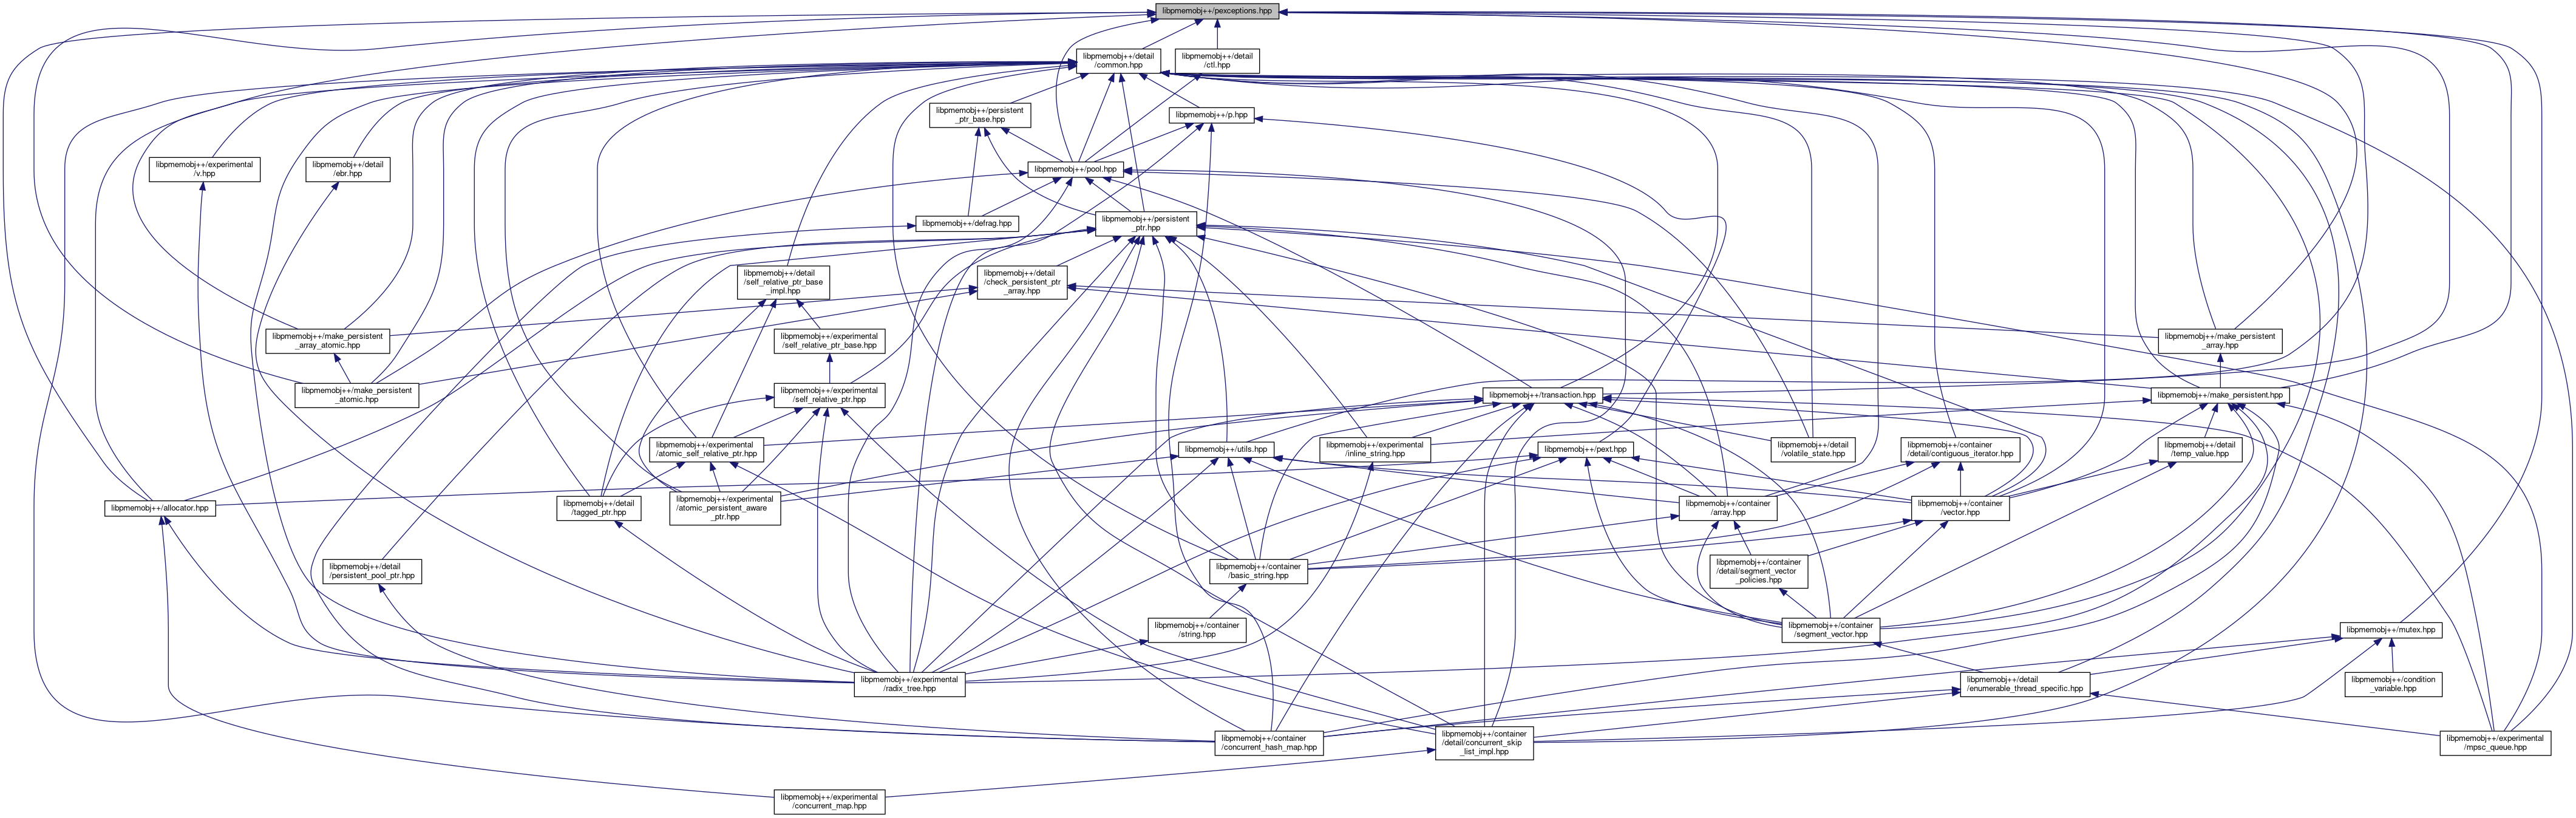 libpmemobj++/pexceptions.hpp
libpmemobj++/detail
/common.hpp
libpmemobj++/detail
/ctl.hpp
libpmemobj++/persistent
_ptr_base.hpp
libpmemobj++/p.hpp
libpmemobj++/experimental
/v.hpp
libpmemobj++/detail
/ebr.hpp
libpmemobj++/pool.hpp
libpmemobj++/defrag.hpp
libpmemobj++/persistent
_ptr.hpp
libpmemobj++/detail
/self_relative_ptr_base
_impl.hpp
libpmemobj++/detail
/check_persistent_ptr
_array.hpp
libpmemobj++/make_persistent
_array_atomic.hpp
libpmemobj++/experimental
/self_relative_ptr_base.hpp
libpmemobj++/make_persistent
_array.hpp
libpmemobj++/make_persistent
_atomic.hpp
libpmemobj++/experimental
/self_relative_ptr.hpp
libpmemobj++/transaction.hpp
libpmemobj++/make_persistent.hpp
libpmemobj++/experimental
/atomic_self_relative_ptr.hpp
libpmemobj++/utils.hpp
libpmemobj++/experimental
/inline_string.hpp
libpmemobj++/pext.hpp
libpmemobj++/detail
/volatile_state.hpp
libpmemobj++/container
/detail/contiguous_iterator.hpp
libpmemobj++/detail
/temp_value.hpp
libpmemobj++/allocator.hpp
libpmemobj++/detail
/tagged_ptr.hpp
libpmemobj++/experimental
/atomic_persistent_aware
_ptr.hpp
libpmemobj++/container
/array.hpp
libpmemobj++/container
/vector.hpp
libpmemobj++/detail
/persistent_pool_ptr.hpp
libpmemobj++/container
/basic_string.hpp
libpmemobj++/container
/detail/segment_vector
_policies.hpp
libpmemobj++/container
/string.hpp
libpmemobj++/container
/segment_vector.hpp
libpmemobj++/mutex.hpp
libpmemobj++/experimental
/radix_tree.hpp
libpmemobj++/detail
/enumerable_thread_specific.hpp
libpmemobj++/condition
_variable.hpp
libpmemobj++/container
/concurrent_hash_map.hpp
libpmemobj++/container
/detail/concurrent_skip
_list_impl.hpp
libpmemobj++/experimental
/mpsc_queue.hpp
libpmemobj++/experimental
/concurrent_map.hpp